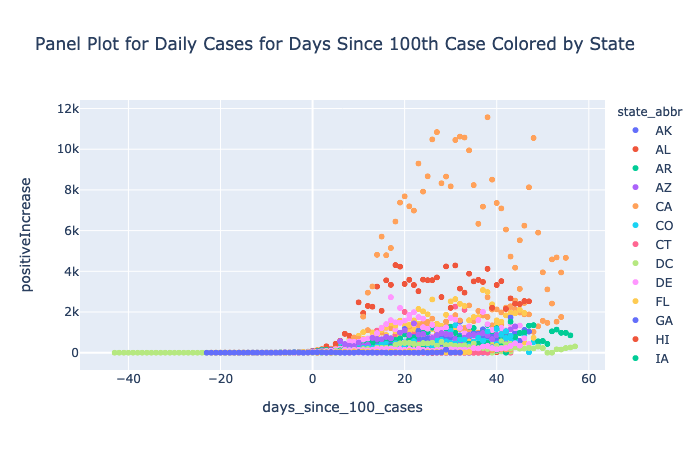 Panel Plot for Daily Cases for Days Since 100th Case Colored by State
12k
10k
8k
6k
4k
2k
0
positiveIncrease
−40
−20
0
20
40
60
days_since_100_cases
state_abbr
AK
AL
AR
AZ
CA
CO
CT
DC
DE
FL
GA
HI
IA